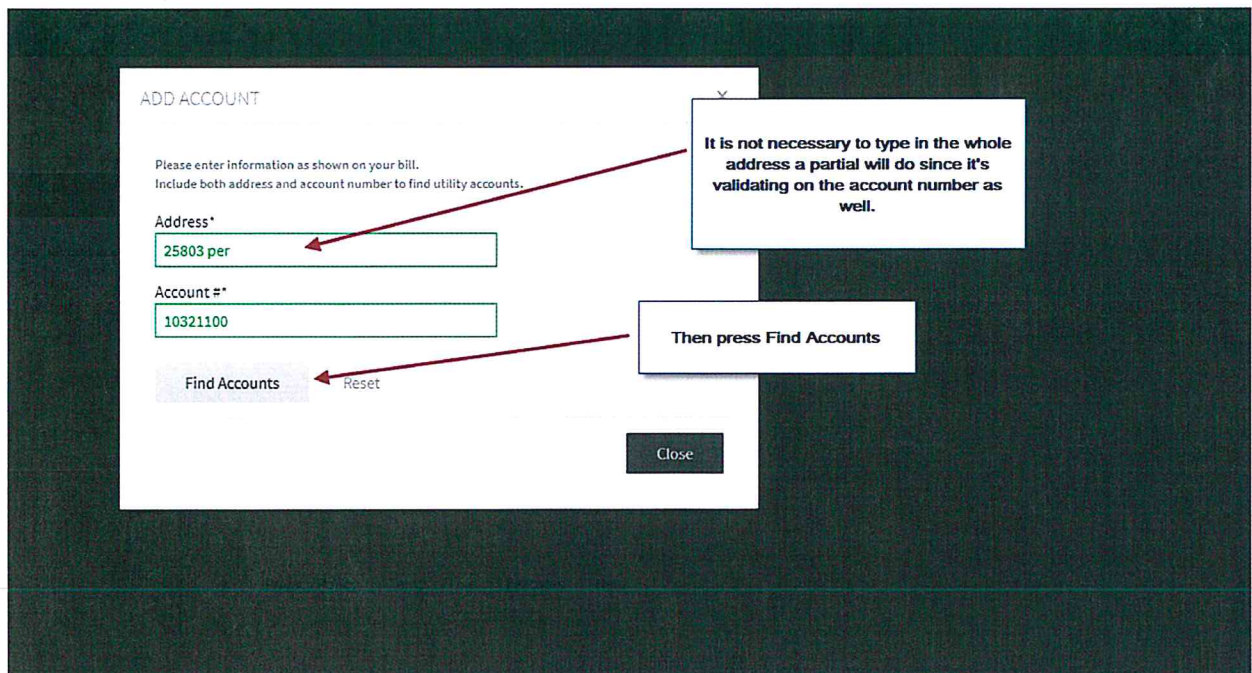 ADD ACCOUNT
X
It is not necessary to type in the whole
address a partial will do since it's
validating on the account number as
well.
Please enter information as shown on your bill.
Include both address and account number to find utility accounts.
Address*
25803 per
Account #*
10321100
Then press Find Accounts
Find Accounts
Reset
Close